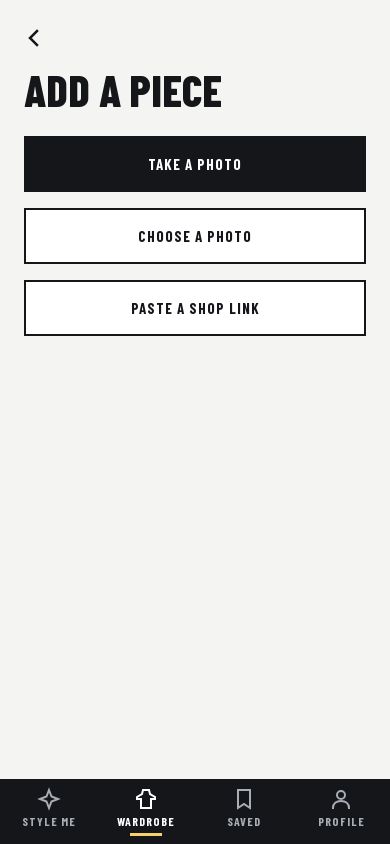 ADD A PIECE
TAKE A PHOTO
CHOOSE A PHOTO
PASTE A SHOP LINK
STYLE ME
WARDROBE
SAVED
PROFILE